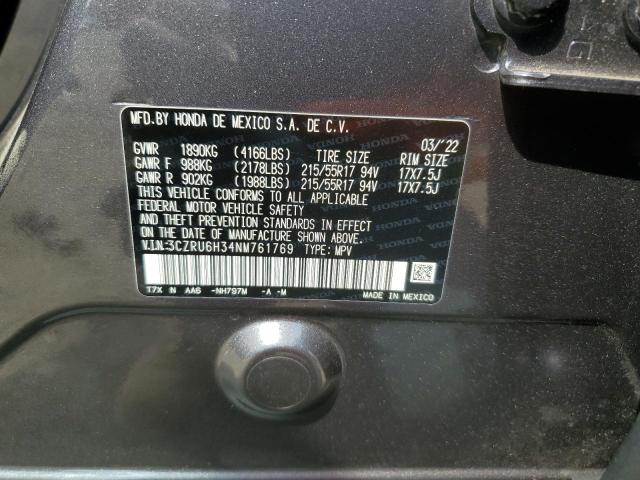 MFD.BY HONDA DE MEXICO S.A. DE C.V.
03/'22
GVWR 1890KG (4166LBS) TIRE SIZE RIM SIZE
GAWR F 988KG (2178LBS) 215/55R17 94V 17X7.5J
GAWR R 902KG (1988LBS) 215/55R17 94V 17X7.5J
THIS VEHICLE CONFORMS TO ALL APPLICABLE
FEDERAL MOTOR VEHICLE SAFETY
AND THEFT PREVENTION STANDARDS IN EFFECT
ON THE DATE OF MANUFACTURE SHOWN ABOVE.
V.I.N:3CZRU6H34NM761769 TYPE: MPV
T7X N AA6 -NH797M -A -M
MADE IN MEXICO